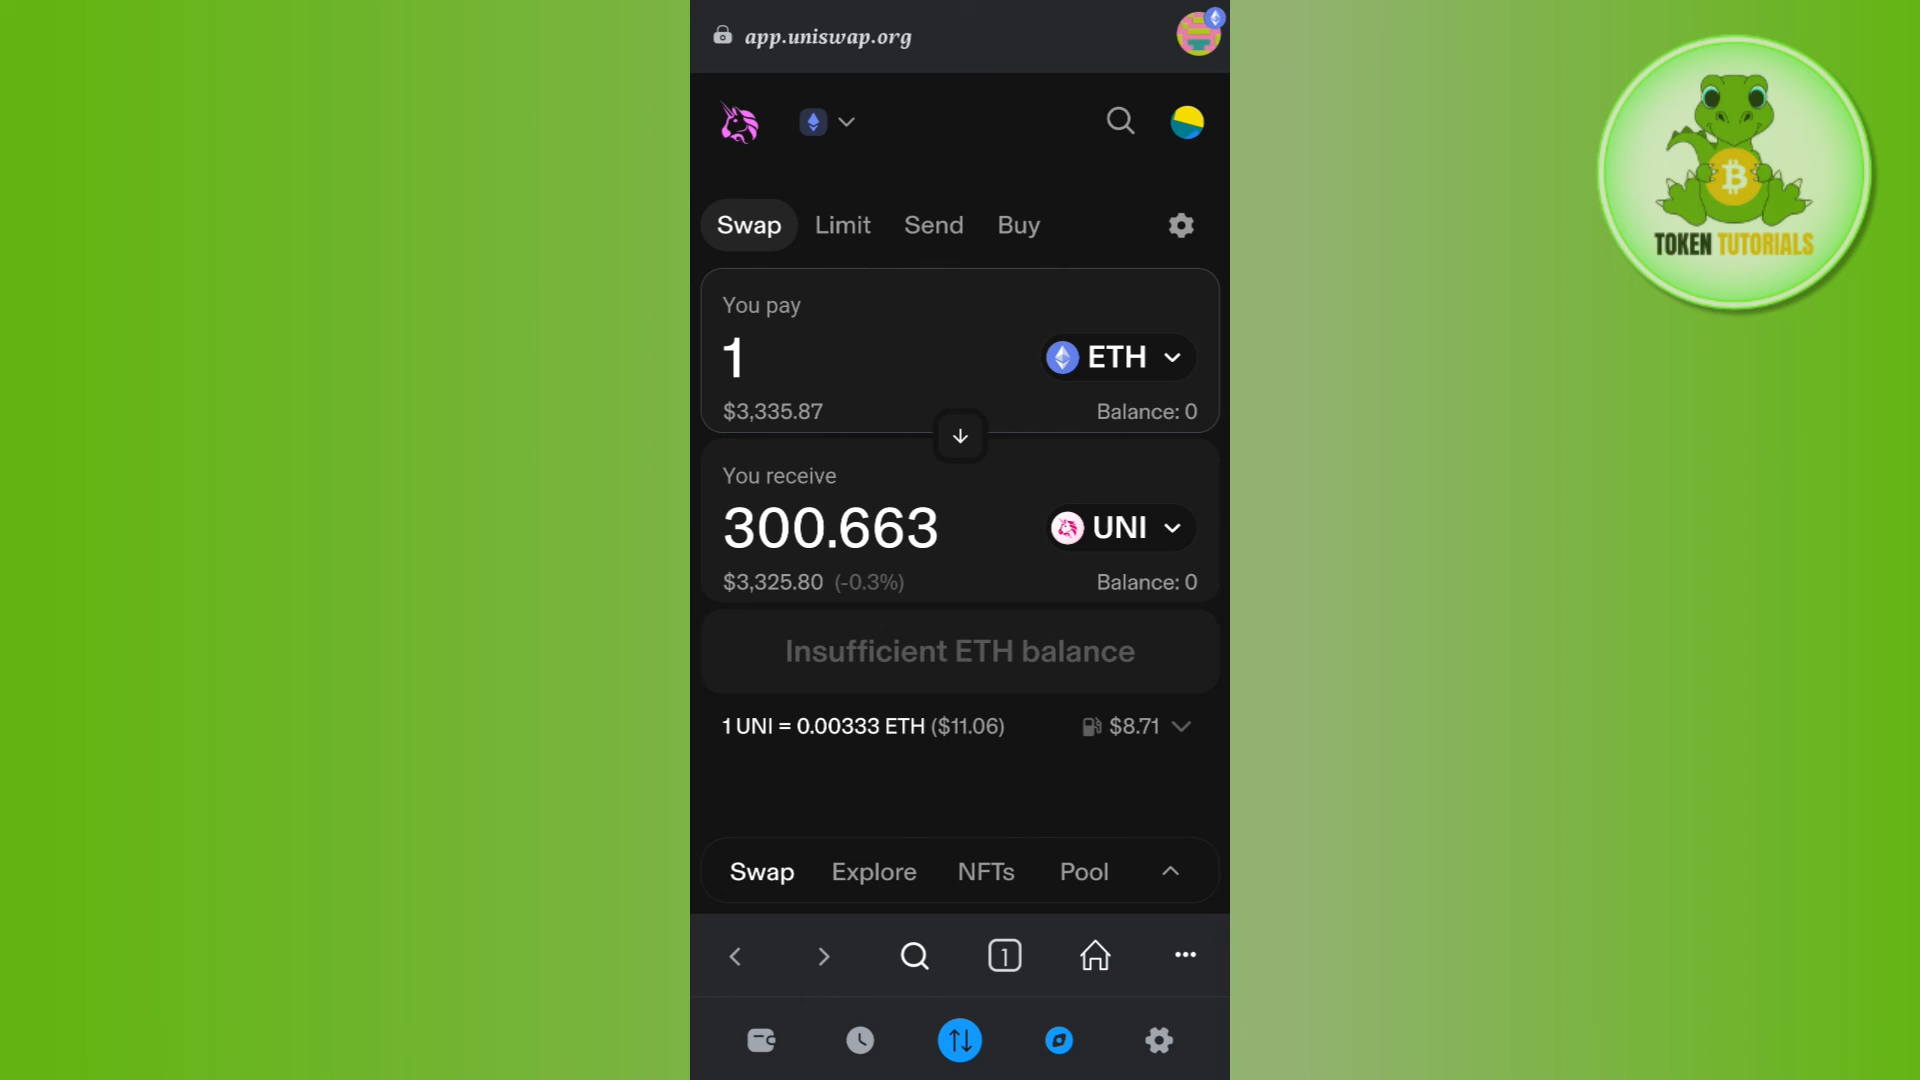 app.uniswap.org
Swap Limit Send Buy
You pay
1 ETH
$3,335.87 Balance: 0
You receive
300.663 UNI
$3,325.80 (-0.3%) Balance: 0
Insufficient ETH balance
1 UNI = 0.00333 ETH ($11.06) $8.71
Swap Explore NFTs Pool
1
TOKEN TUTORIALS